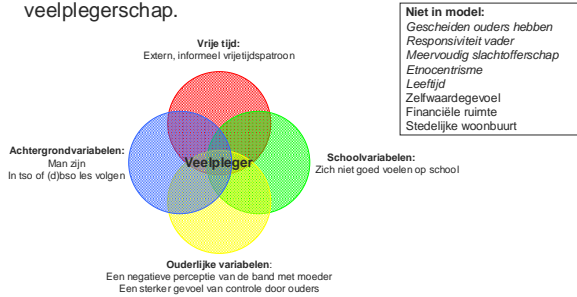 veelplegerschap.
Niet in model:
Gescheiden ouders hebben
Responsiviteit vader
Meervoudig slachtofferschap
Etnocentrisme
Leeftijd
Zelfwaardegevoel
Financiële ruimte
Stedelijke woonbuurt
Vrije tijd:
Extern, informeel vrijetijdspatroon
Achtergrondvariabelen:
Man zijn
In tso of (d)bso les volgen
Veelpleger
Schoolvariabelen:
Zich niet goed voelen op school
Ouderlijke variabelen:
Een negatieve perceptie van de band met moeder
Een sterker gevoel van controle door ouders